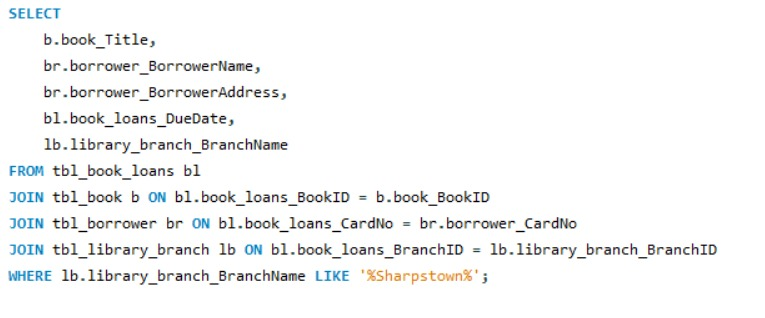 SELECT
b.book_Title,
br.borrower_BorrowerName,
br.borrower_BorrowerAddress,
bl.book_loans_DueDate,
lb.library_branch_BranchName
FROM tbl_book_loans bl
JOIN tbl_book b ON bl.book_loans_BookID = b.book_BookID
JOIN tbl_borrower br ON bl.book_loans_CardNo = br.borrower_CardNo
JOIN tbl_library_branch lb ON bl.book_loans_BranchID = lb.library_branch_BranchID
WHERE lb.library_branch_BranchName LIKE '%Sharpstown%';